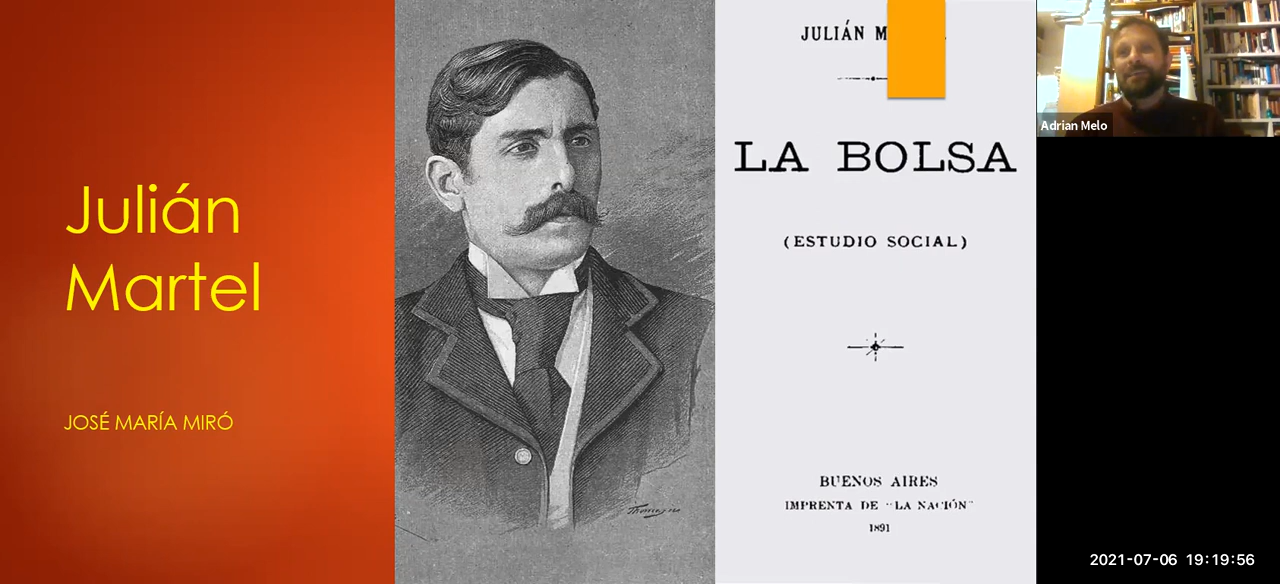 Julián
Martel
JOSÉ MARÍA MIRÓ
JULIÁN M
LA BOLSA
(ESTUDIO SOCIAL)
BUENOS AIRES
IMPRENTA DE "LA NACIÓN"
1891
Adrian Melo
2021-07-06 19:19:56